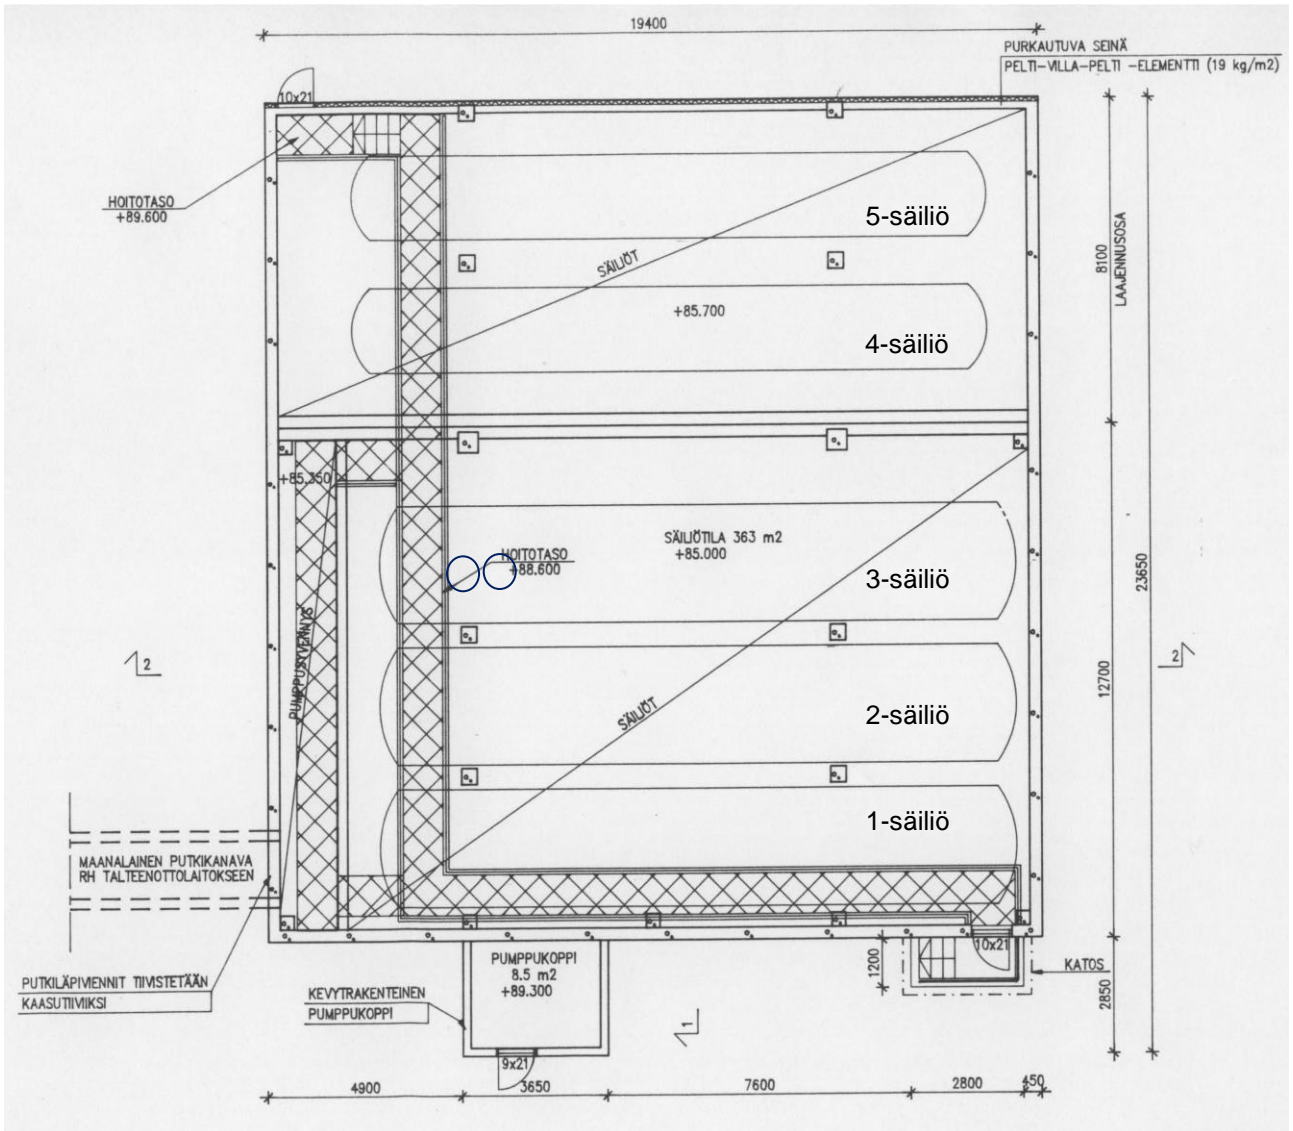 19400
PURKAUTUVA SEINÄ
PELTI-VILLA-PELTI -ELEMENTTI (19 kg/m2)
10x21
HOITOTASO
+89.600
5-säiliö
SÄILIÖT
+85.700
4-säiliö
8100
LAAJENNUSOSA
+85.350
SÄILIÖTILA 363 m2
+85.000
HOITOTASO
+88.600
3-säiliö
23650
PUMPPUSYVENNYS
2
2
12700
2-säiliö
SÄILIÖT
1-säiliö
MAANALAINEN PUTKIKANAVA
RH TALTEENOTTOLAITOKSEEN
10x21
PUMPPUKOPPI
8.5 m2
+89.300
1200
KATOS
PUTKILÄPIVIENNIT TIIVISTETÄÄN
KAASUTIIVIIKSI
KEVYTRAKENTEINEN
PUMPPUKOPPI
2850
1
9x21
4900
3650
7600
2800
450